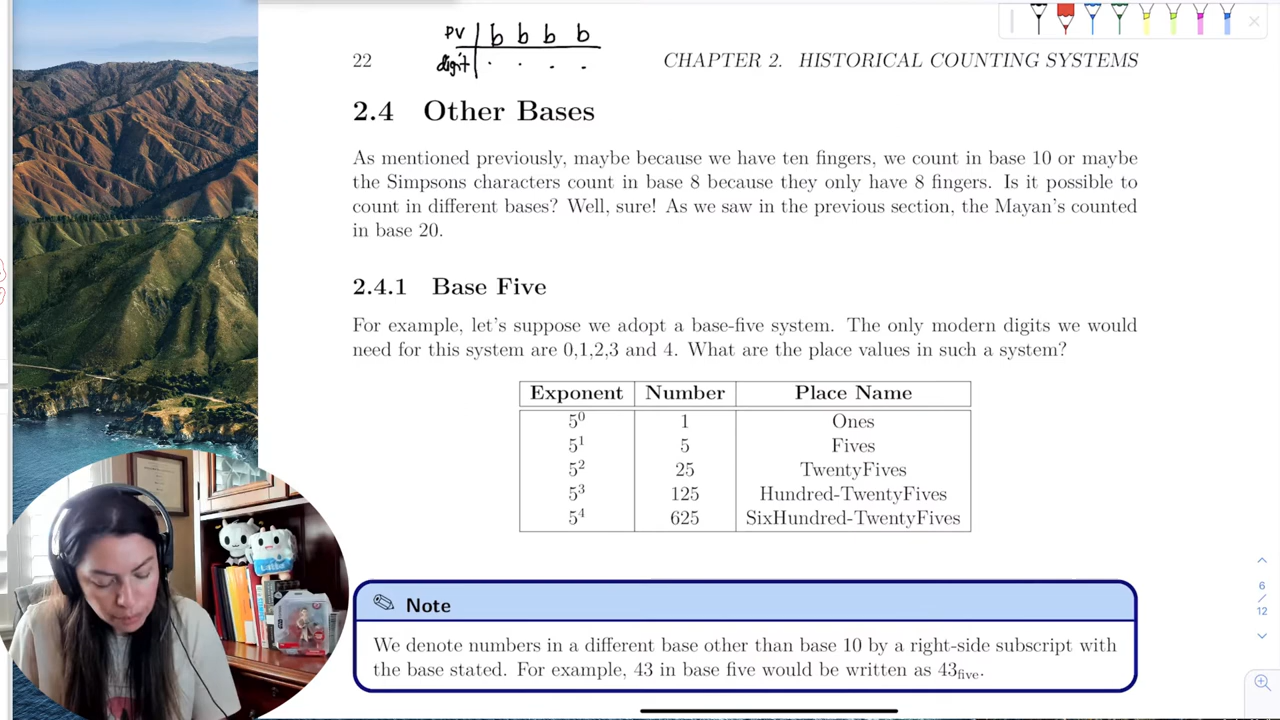 PV b b b b
digit . . . .
22 CHAPTER 2. HISTORICAL COUNTING SYSTEMS
2.4 Other Bases
As mentioned previously, maybe because we have ten fingers, we count in base 10 or maybe
the Simpsons characters count in base 8 because they only have 8 fingers. Is it possible to
count in different bases? Well, sure! As we saw in the previous section, the Mayan's counted
in base 20.
2.4.1 Base Five
For example, let's suppose we adopt a base-five system. The only modern digits we would
need for this system are 0,1,2,3 and 4. What are the place values in such a system?
Exponent Number Place Name
5⁰ 1 Ones
5¹ 5 Fives
5² 25 TwentyFives
5³ 125 Hundred-TwentyFives
5⁴ 625 SixHundred-TwentyFives
Note
We denote numbers in a different base other than base 10 by a right-side subscript with
the base stated. For example, 43 in base five would be written as 43five.
6
/
12